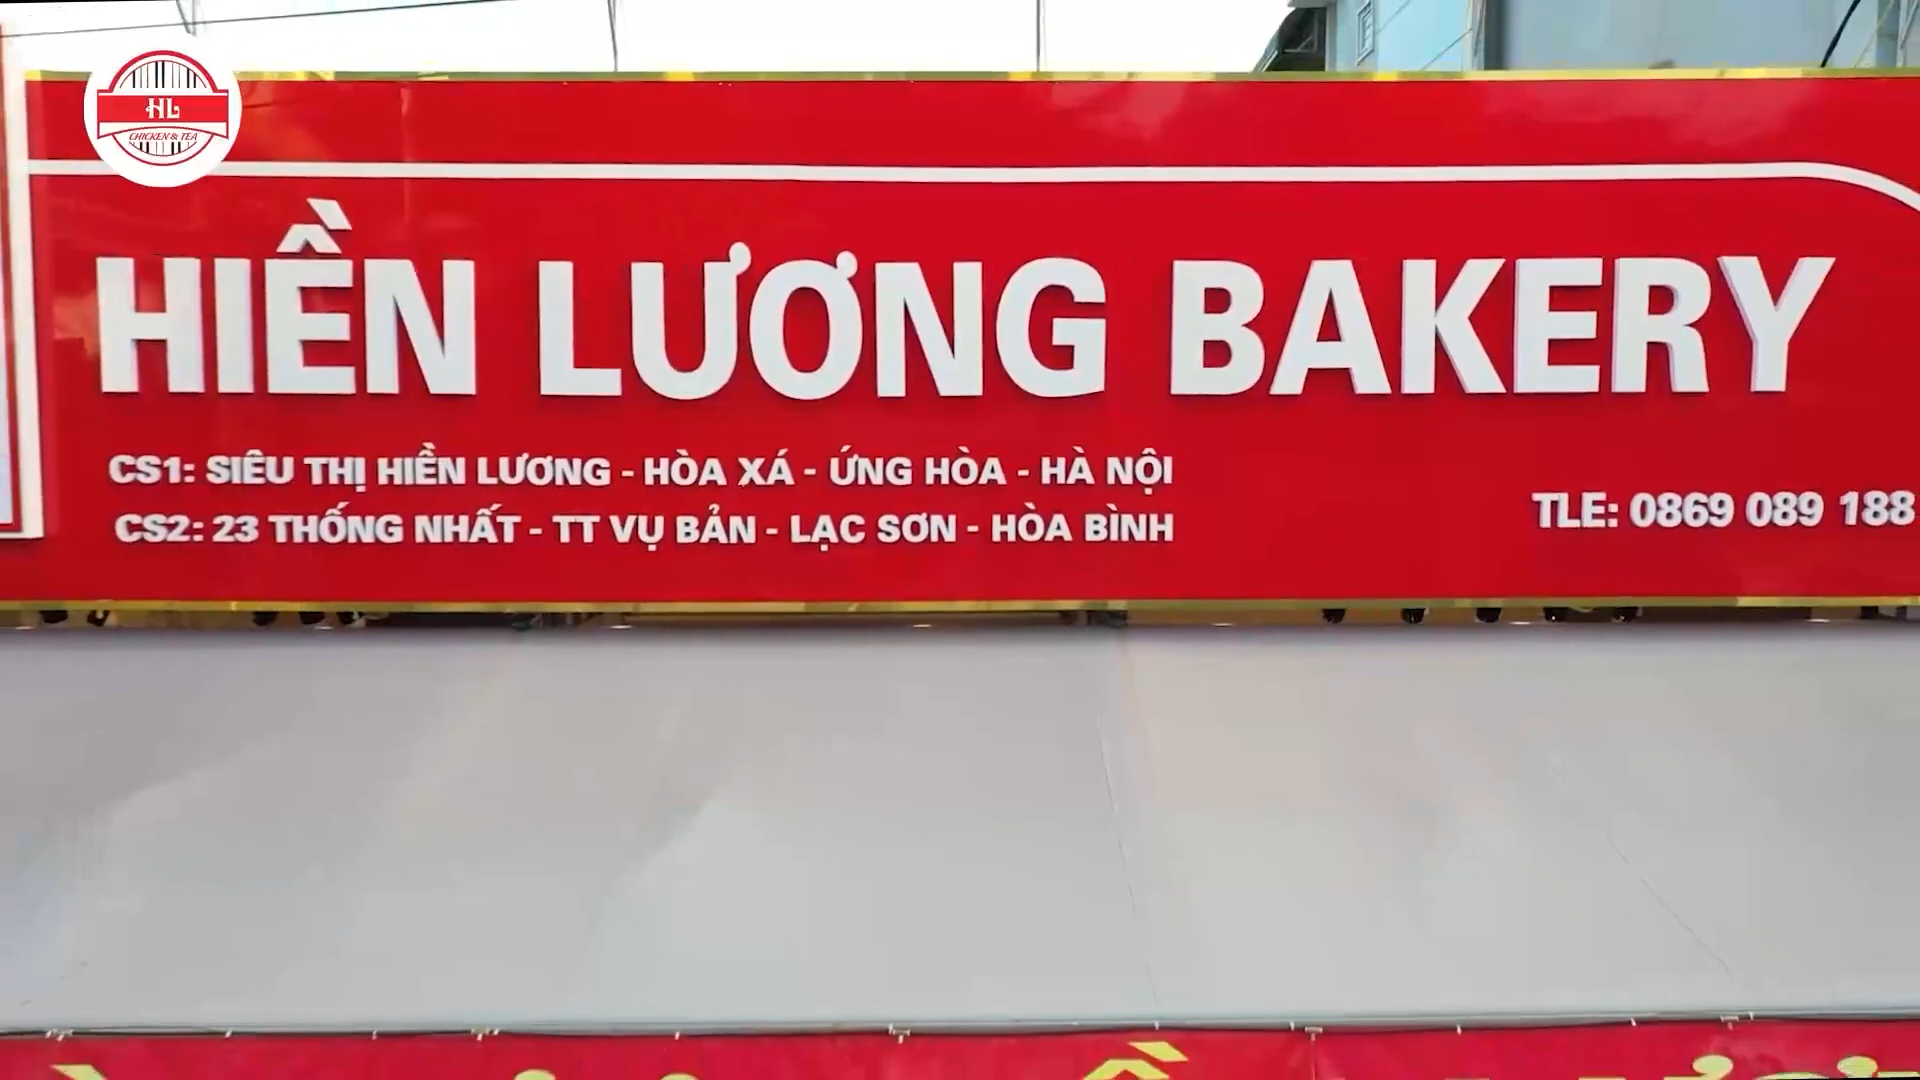 HL
CHICKEN & TEA
HIỀN LƯƠNG BAKERY
CS1: SIÊU THỊ HIỀN LƯƠNG - HÒA XÁ - ỨNG HÒA - HÀ NỘI
CS2: 23 THỐNG NHẤT - TT VỤ BẢN - LẠC SƠN - HÒA BÌNH
TLE: 0869 089 188